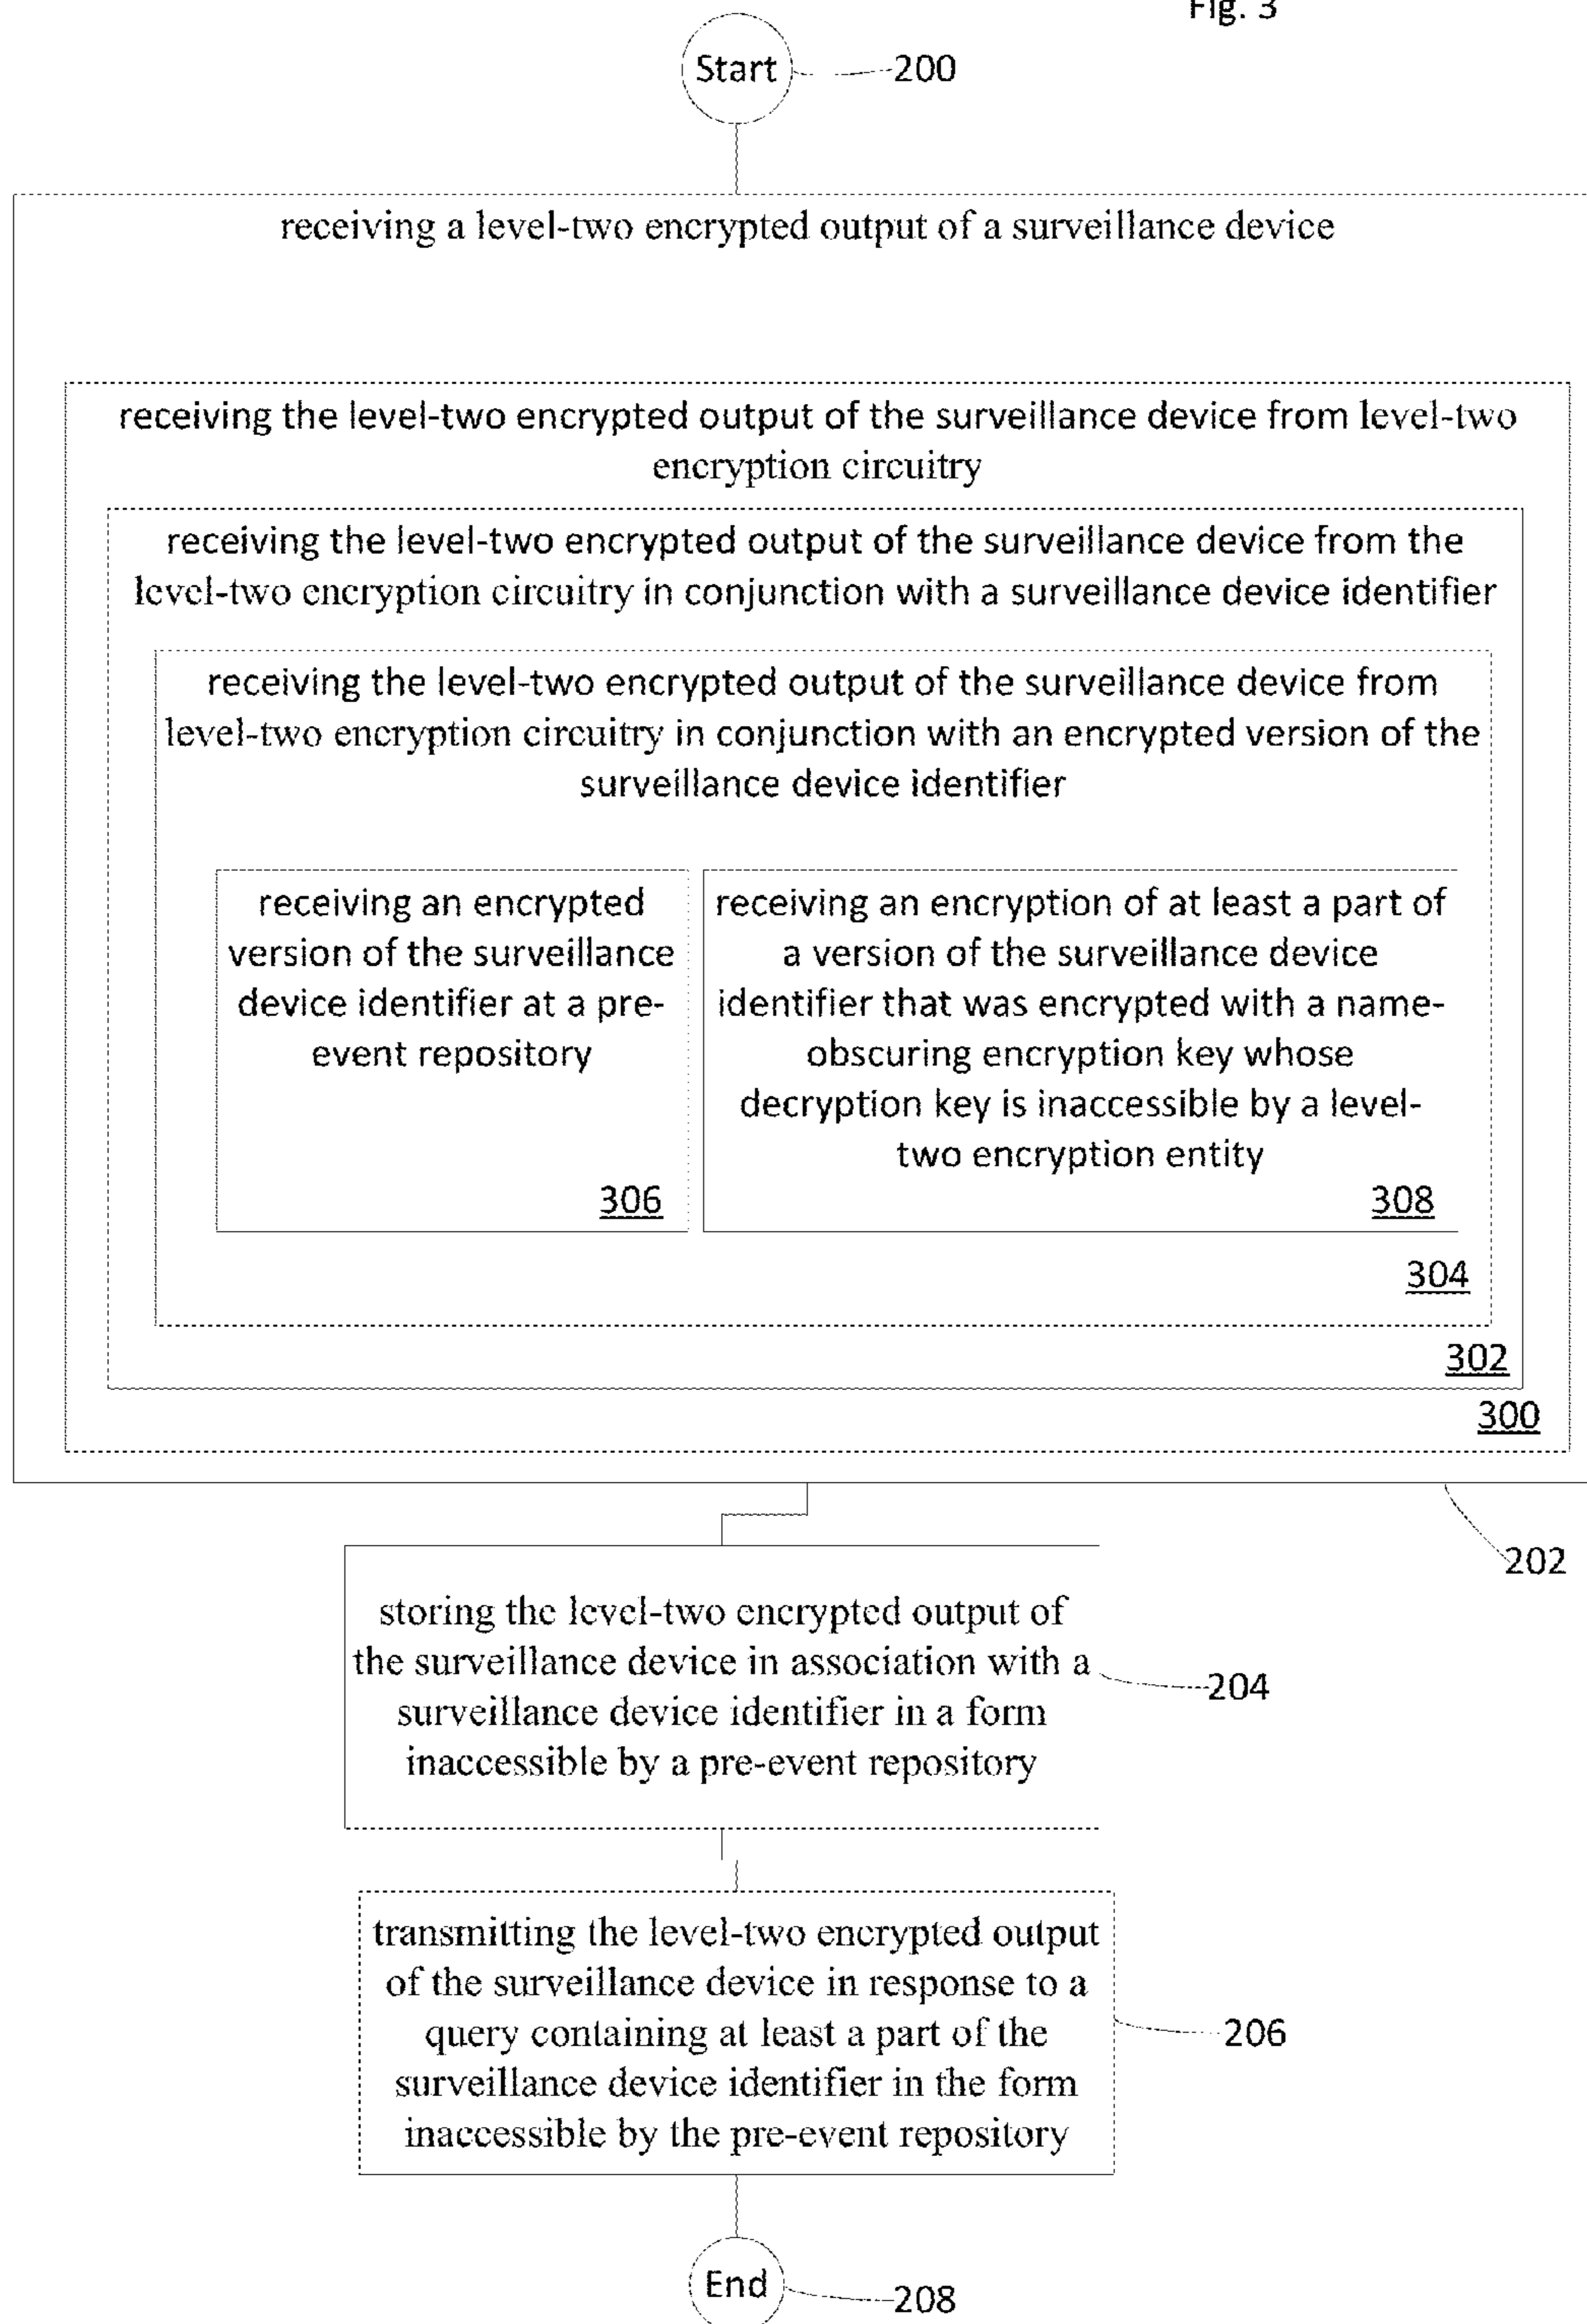 Fig. 3
Start
200
receiving a level-two encrypted output of a surveillance device
receiving the level-two encrypted output of the surveillance device from level-two
encryption circuitry
receiving the level-two encrypted output of the surveillance device from the
level-two encryption circuitry in conjunction with a surveillance device identifier
receiving the level-two encrypted output of the surveillance device from
level-two encryption circuitry in conjunction with an encrypted version of the
surveillance device identifier
receiving an encrypted
version of the surveillance
device identifier at a pre-
event repository
306
receiving an encryption of at least a part of
a version of the surveillance device
identifier that was encrypted with a name-
obscuring encryption key whose
decryption key is inaccessible by a level-
two encryption entity
308
304
302
300
202
storing the level-two encrypted output of
the surveillance device in association with a
surveillance device identifier in a form
inaccessible by a pre-event repository
204
transmitting the level-two encrypted output
of the surveillance device in response to a
query containing at least a part of the
surveillance device identifier in the form
inaccessible by the pre-event repository
206
End
208